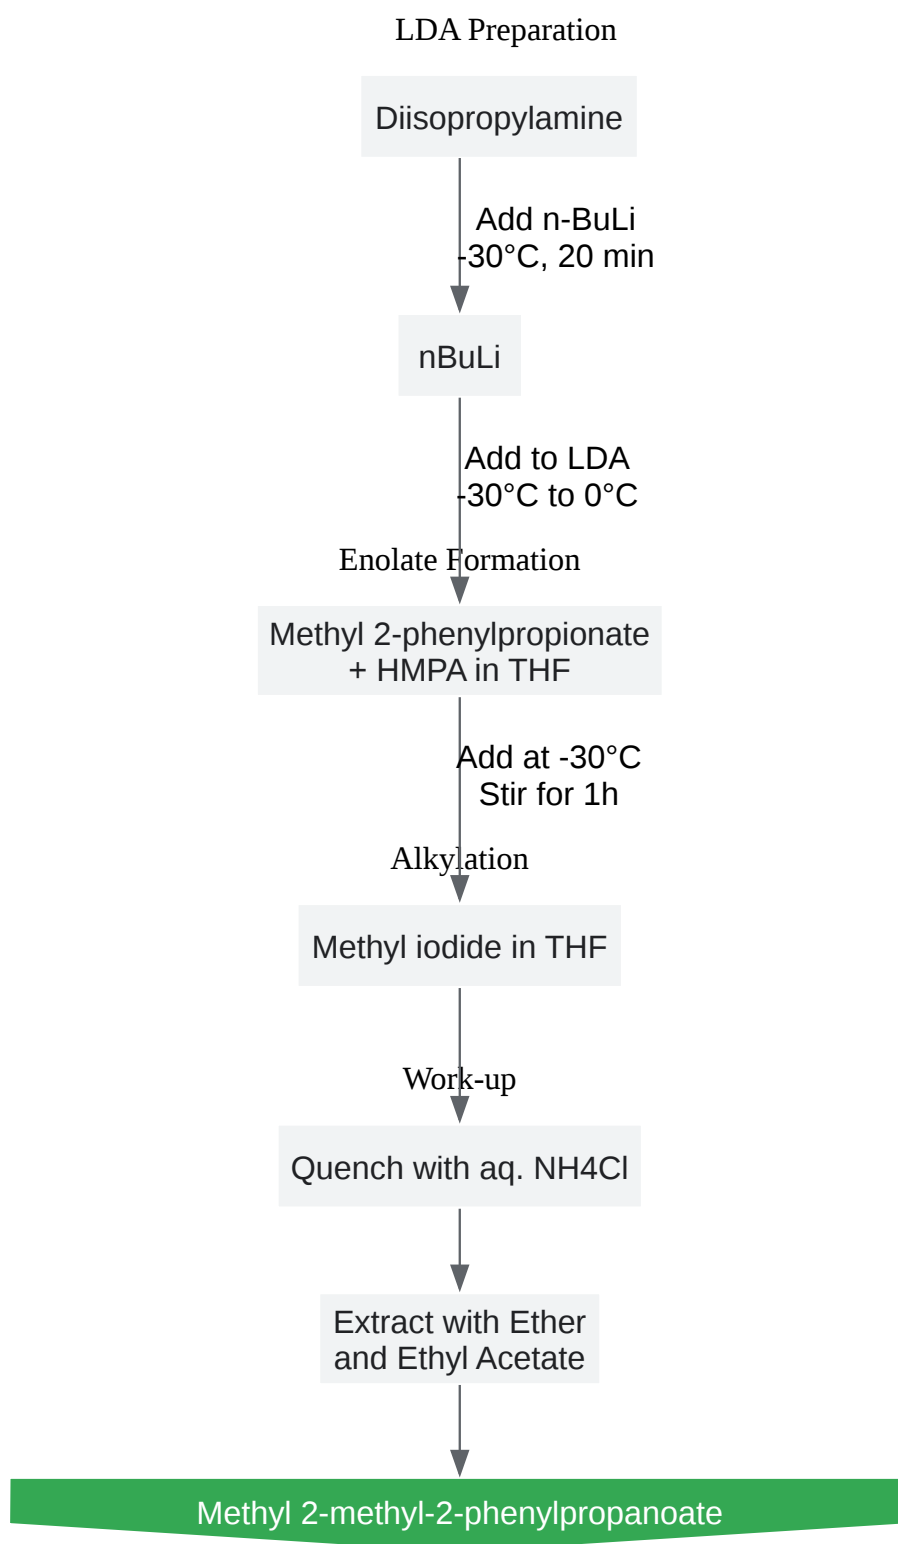 LDA Preparation
Diisopropylamine
Add n-BuLi
-30°C, 20 min
nBuLi
Add to LDA
-30°C to 0°C
Enolate Formation
Methyl 2-phenylpropionate
+ HMPA in THF
Add at -30°C
Stir for 1h
Alkylation
Methyl iodide in THF
Work-up
Quench with aq. NH4Cl
Extract with Ether
and Ethyl Acetate
Methyl 2-methyl-2-phenylpropanoate